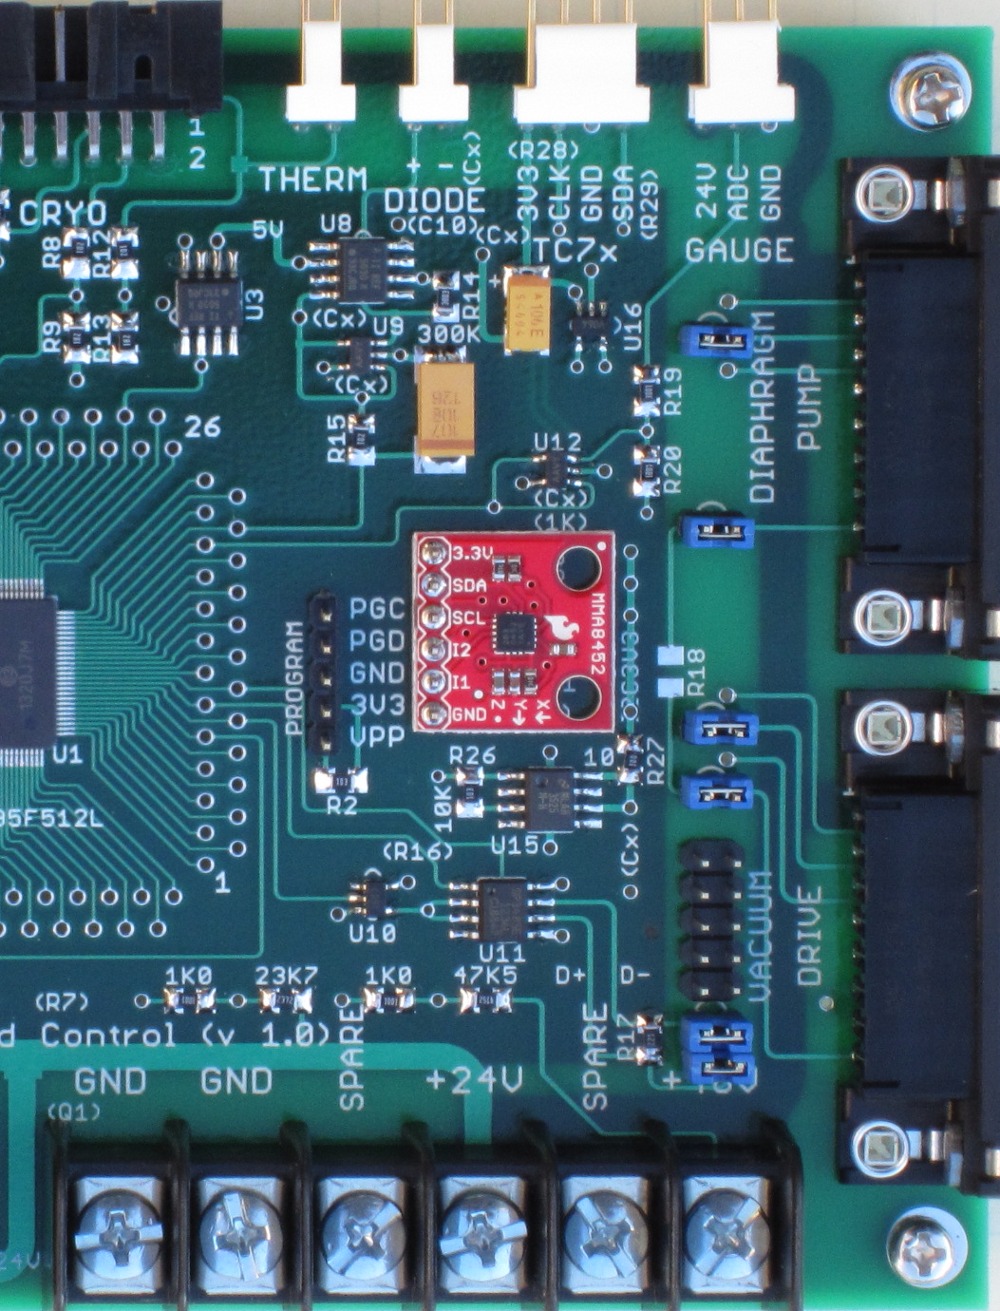 1
2
THERM
+ -
DIODE
(Cx)
(R28)
3V3
CLK
GND
SDA
(R29)
TC7x
24V
ADC
GND
GAUGE
CRYO
R8
R12
5V
U8
(C10)
(Cx)
U3
R14
+
A106E
U16
R9
R13
(Cx)
U9
300K
(Cx)
R15
R19
DIAPHRAGM
PUMP
26
U12
R20
(Cx)
(1K)
3.3V
SDA
SCL
I2
I1
GND
MMA8452
Z
Y
X
PROGRAM
PGC
PGD
GND
3V3
VPP
R18
U1
R2
R26
10K
10
R27
95F512L
U15
(R16)
(Cx)
1
U10
U11
VACUUM
DRIVE
1K0
23K7
1K0
47K5
D+
D-
(R7)
d Control (v 1.0)
SPARE
SPARE
R17
GND
GND
+24V
+
(Q1)
24V